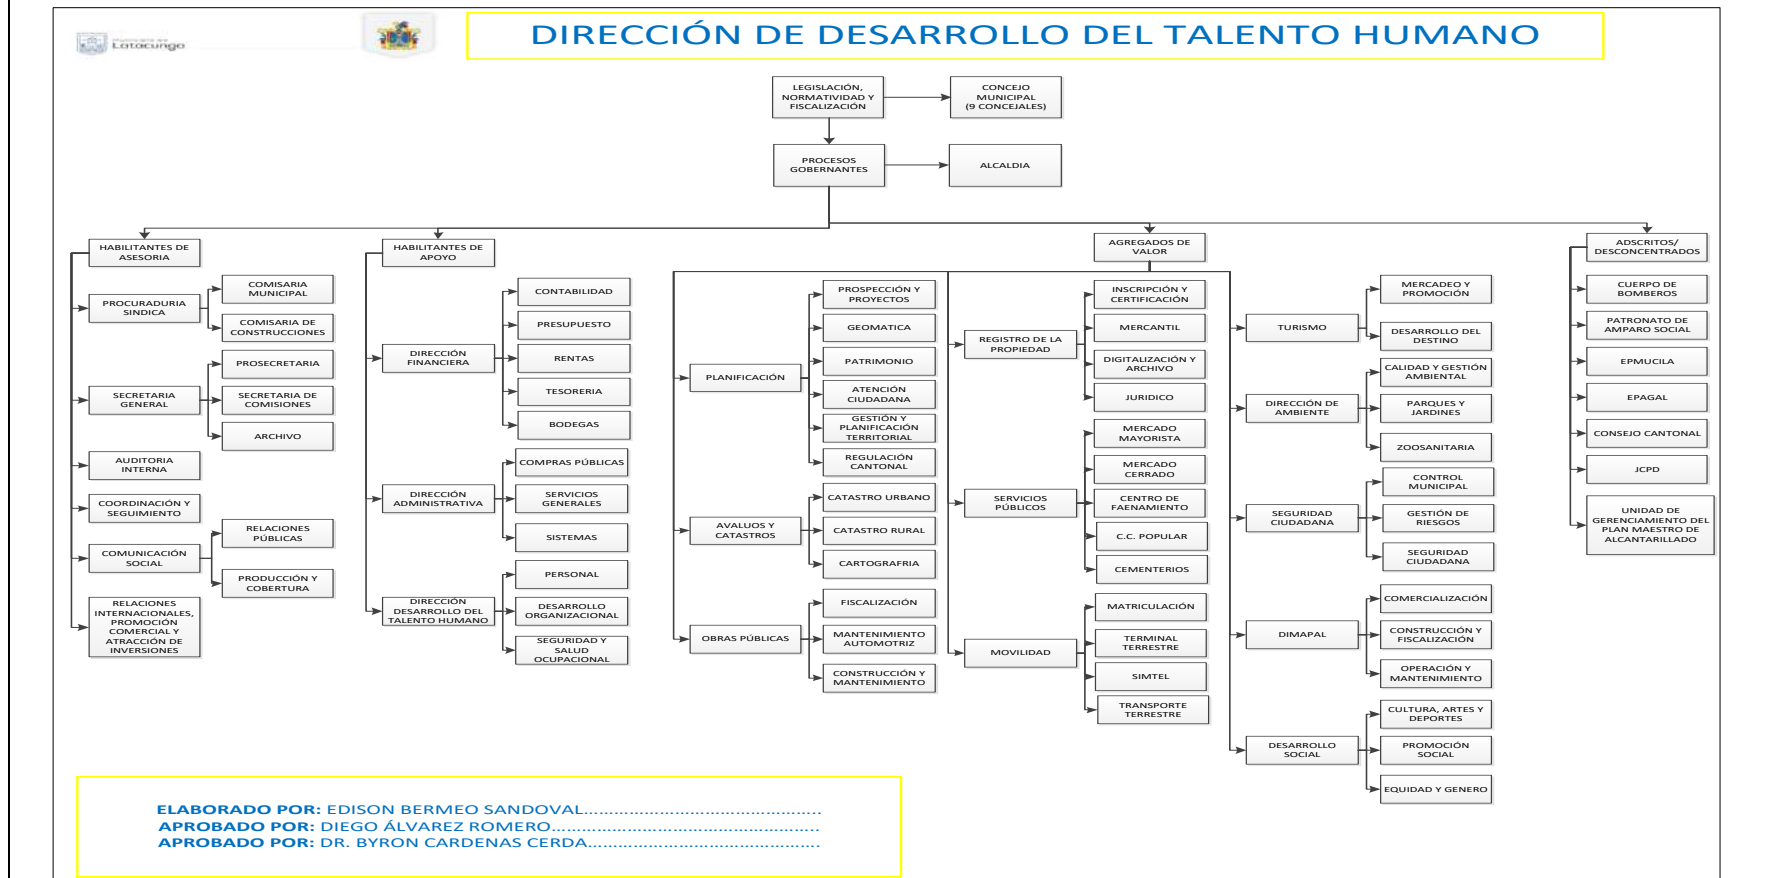 Latacunga
DIRECCIÓN DE DESARROLLO DEL TALENTO HUMANO
LEGISLACIÓN,
NORMATIVIDAD Y
FISCALIZACIÓN
CONCEJO
MUNICIPAL
(9 CONCEJALES)
PROCESOS
GOBERNANTES
ALCALDIA
HABILITANTES DE
ASESORIA
PROCURADURIA
SINDICA
COMISARIA
MUNICIPAL
COMISARIA DE
CONSTRUCCIONES
SECRETARIA
GENERAL
PROSECRETARIA
SECRETARIA DE
COMISIONES
ARCHIVO
AUDITORIA
INTERNA
COORDINACIÓN Y
SEGUIMIENTO
COMUNICACIÓN
SOCIAL
RELACIONES
PÚBLICAS
PRODUCCIÓN Y
COBERTURA
RELACIONES
INTERNACIONALES,
PROMOCIÓN
COMERCIAL Y
ATRACCIÓN DE
INVERSIONES
HABILITANTES DE
APOYO
DIRECCIÓN
FINANCIERA
CONTABILIDAD
PRESUPUESTO
RENTAS
TESORERIA
BODEGAS
DIRECCIÓN
ADMINISTRATIVA
COMPRAS PÚBLICAS
SERVICIOS
GENERALES
SISTEMAS
DIRECCIÓN
DESARROLLO DEL
TALENTO HUMANO
PERSONAL
DESARROLLO
ORGANIZACIONAL
SEGURIDAD Y
SALUD
OCUPACIONAL
AGREGADOS DE
VALOR
PLANIFICACIÓN
PROSPECCIÓN Y
PROYECTOS
GEOMATICA
PATRIMONIO
ATENCIÓN
CIUDADANA
GESTIÓN Y
PLANIFICACIÓN
TERRITORIAL
REGULACIÓN
CANTONAL
AVALUOS Y
CATASTROS
CATASTRO URBANO
CATASTRO RURAL
CARTOGRAFRIA
OBRAS PÚBLICAS
FISCALIZACIÓN
MANTENIMIENTO
AUTOMOTRIZ
CONSTRUCCIÓN Y
MANTENIMIENTO
REGISTRO DE LA
PROPIEDAD
INSCRIPCIÓN Y
CERTIFICACIÓN
MERCANTIL
DIGITALIZACIÓN Y
ARCHIVO
JURIDICO
SERVICIOS
PÚBLICOS
MERCADO
MAYORISTA
MERCADO
CERRADO
CENTRO DE
FAENAMIENTO
C.C. POPULAR
CEMENTERIOS
MOVILIDAD
MATRICULACIÓN
TERMINAL
TERRESTRE
SIMTEL
TRANSPORTE
TERRESTRE
TURISMO
MERCADEO Y
PROMOCIÓN
DESARROLLO DEL
DESTINO
DIRECCIÓN DE
AMBIENTE
CALIDAD Y GESTIÓN
AMBIENTAL
PARQUES Y
JARDINES
ZOOSANITARIA
SEGURIDAD
CIUDADANA
CONTROL
MUNICIPAL
GESTIÓN DE
RIESGOS
SEGURIDAD
CIUDADANA
DIMAPAL
COMERCIALIZACIÓN
CONSTRUCCIÓN Y
FISCALIZACIÓN
OPERACIÓN Y
MANTENIMIENTO
DESARROLLO
SOCIAL
CULTURA, ARTES Y
DEPORTES
PROMOCIÓN
SOCIAL
EQUIDAD Y GENERO
ADSCRITOS/
DESCONCENTRADOS
CUERPO DE
BOMBEROS
PATRONATO DE
AMPARO SOCIAL
EPMUCILA
EPAGAL
CONSEJO CANTONAL
JCPD
UNIDAD DE
GERENCIAMIENTO DEL
PLAN MAESTRO DE
ALCANTARILLADO
ELABORADO POR: EDISON BERMEO SANDOVAL..........................................
APROBADO POR: DIEGO ÁLVAREZ ROMERO...............................................
APROBADO POR: DR. BYRON CARDENAS CERDA.........................................